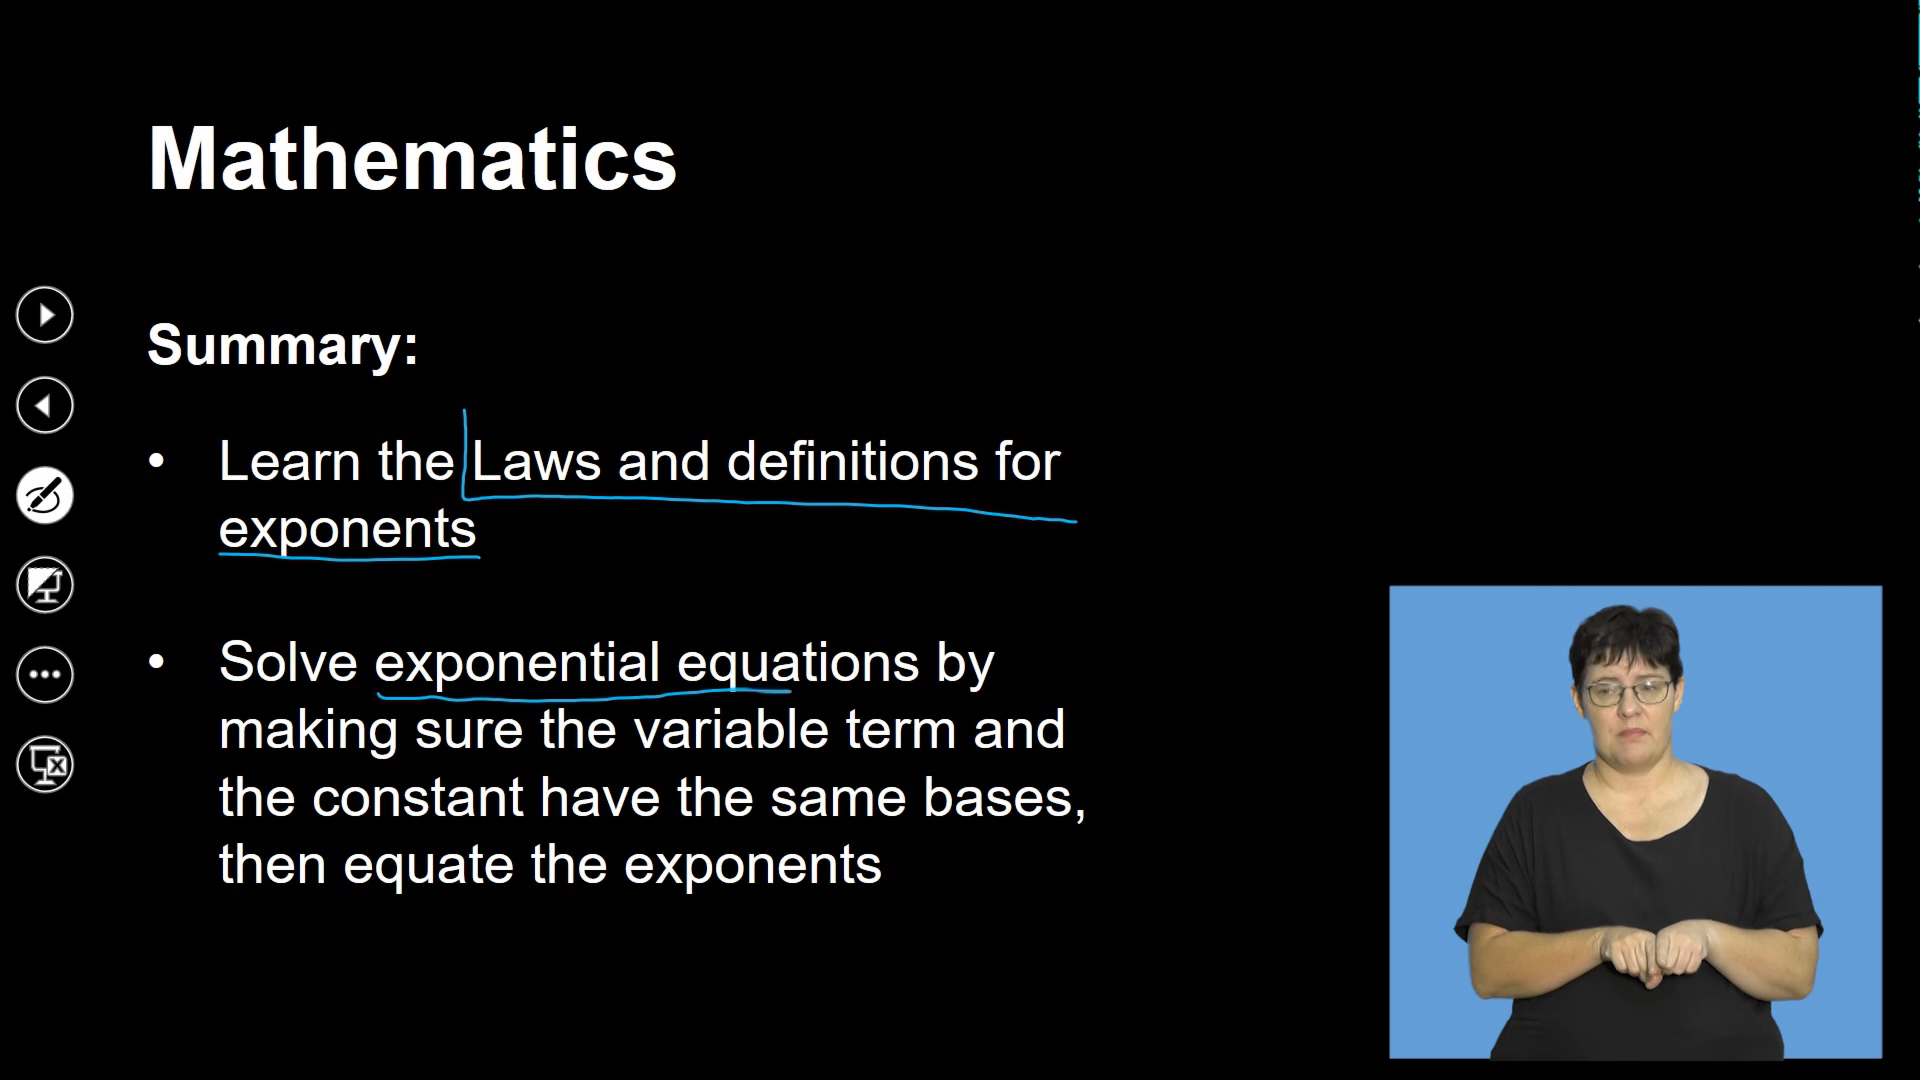 Mathematics
Summary:
• Learn the Laws and definitions for
exponents
• Solve exponential equations by
making sure the variable term and
the constant have the same bases,
then equate the exponents